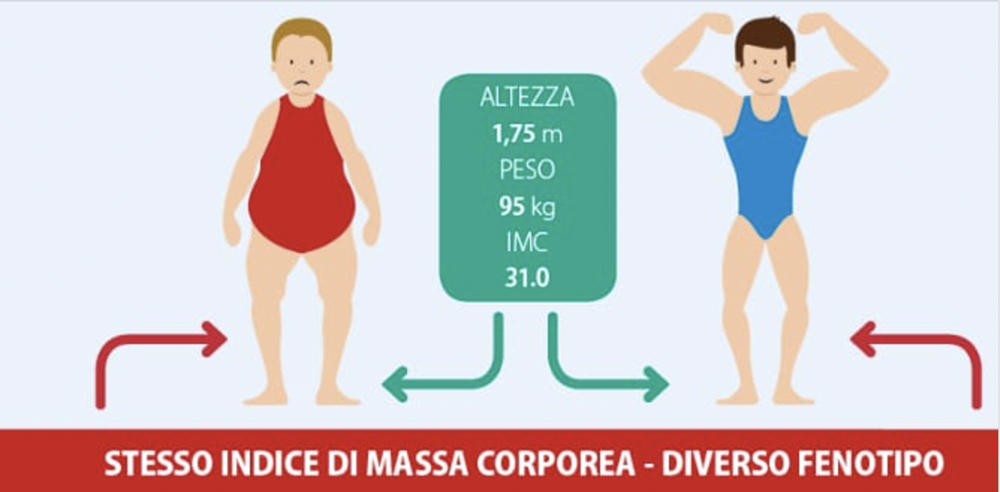 ALTEZZA
1,75 m
PESO
95 kg
IMC
31.0
STESSO INDICE DI MASSA CORPOREA - DIVERSO FENOTIPO